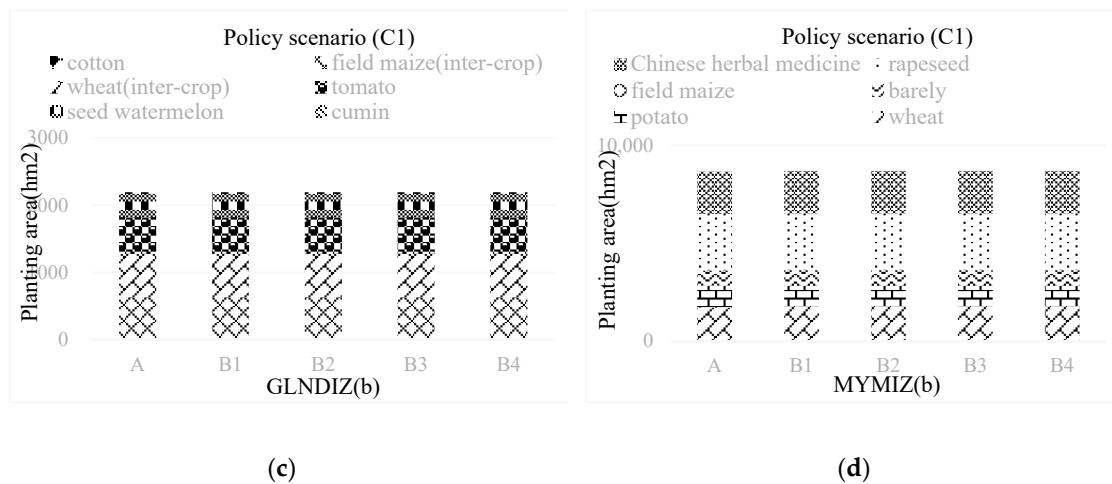 Policy scenario (C1)
cotton field maize(inter-crop)
wheat(inter-crop) tomato
seed watermelon cumin
3000
2000
1000
0
Planting area(hm2)
A B1 B2 B3 B4
GLNDIZ(b)
(c)
Policy scenario (C1)
Chinese herbal medicine rapeseed
field maize barely
potato wheat
10,000
0
Planting area(hm2)
A B1 B2 B3 B4
MYMIZ(b)
(d)